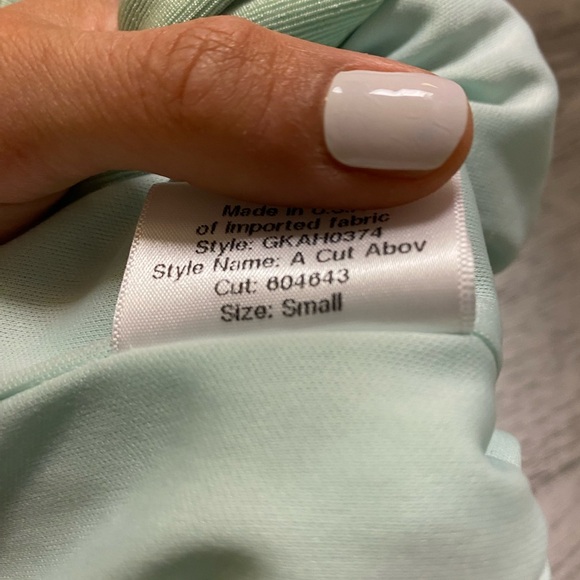 Made in U.S.
of imported fabric
Style: GKAH0374
Style Name: A Cut Abov
Cut: 604643
Size: Small